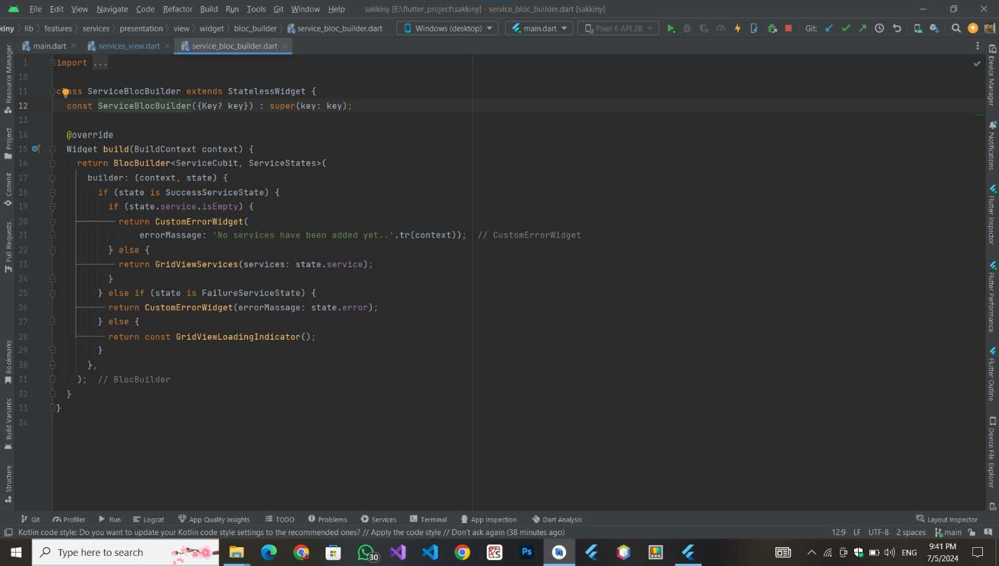 File Edit View Navigate Code Refactor Build Run Tools Git Window Help sakkiny [E:\flutter_project\sakkiny] - service_bloc_builder.dart [sakkiny]
kiny lib features services presentation view widget bloc_builder service_bloc_builder.dart Windows (desktop) main.dart Pixel 6 API 28 Git:
main.dart services_view.dart service_bloc_builder.dart
1 import ...
10
11 class ServiceBlocBuilder extends StatelessWidget {
12 const ServiceBlocBuilder({Key? key}) : super(key: key);
13
14 @override
15 Widget build(BuildContext context) {
16 return BlocBuilder<ServiceCubit, ServiceStates>(
17 builder: (context, state) {
18 if (state is SuccessServiceState) {
19 if (state.service.isEmpty) {
20 return CustomErrorWidget(
21 errorMassage: 'No services have been added yet..'.tr(context)); // CustomErrorWidget
22 } else {
23 return GridViewServices(services: state.service);
24 }
25 } else if (state is FailureServiceState) {
26 return CustomErrorWidget(errorMassage: state.error);
27 } else {
28 return const GridViewLoadingIndicator();
29 }
30 },
31 ); // BlocBuilder
32 }
33 }
34
Resource Manager
Project
Commit
Pull Requests
Bookmarks
Build Variants
Structure
Device Manager
Notifications
Flutter Inspector
Flutter Performance
Flutter Outline
Device File Explorer
Git Profiler Run Logcat App Quality Insights TODO Problems Services Terminal App Inspection Dart Analysis Layout Inspector
Kotlin code style: Do you want to update your Kotlin code style settings to the recommended ones? // Apply the code style // Don't ask again (38 minutes ago) 12:9 LF UTF-8 2 spaces main
Type here to search 30 Ps ENG 9:41 PM
7/5/2024